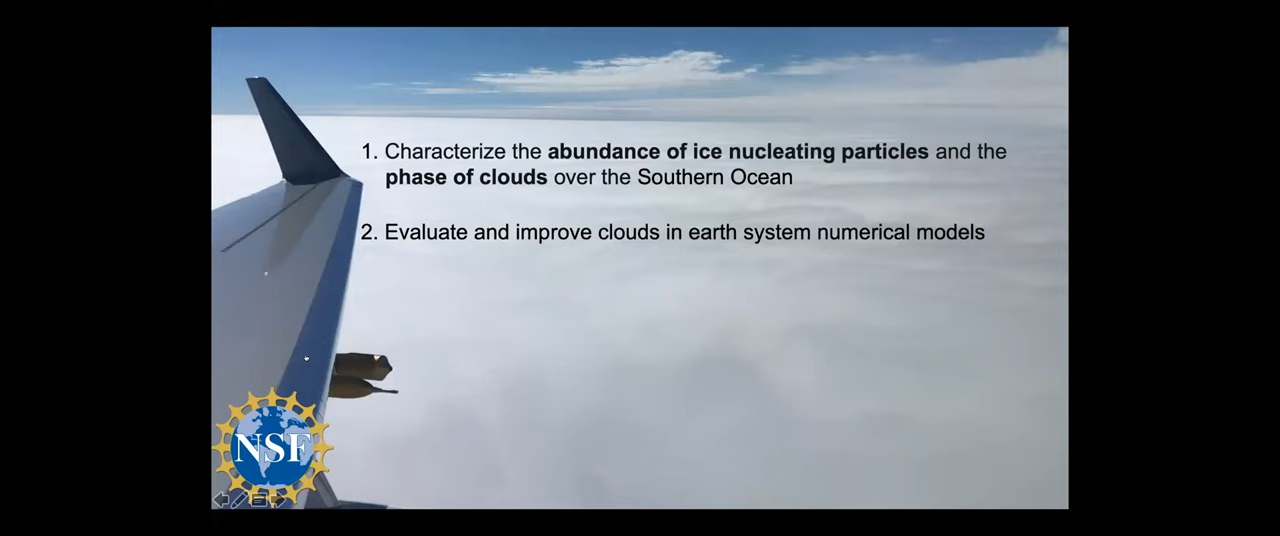 1. Characterize the abundance of ice nucleating particles and the
phase of clouds over the Southern Ocean
2. Evaluate and improve clouds in earth system numerical models
NSF